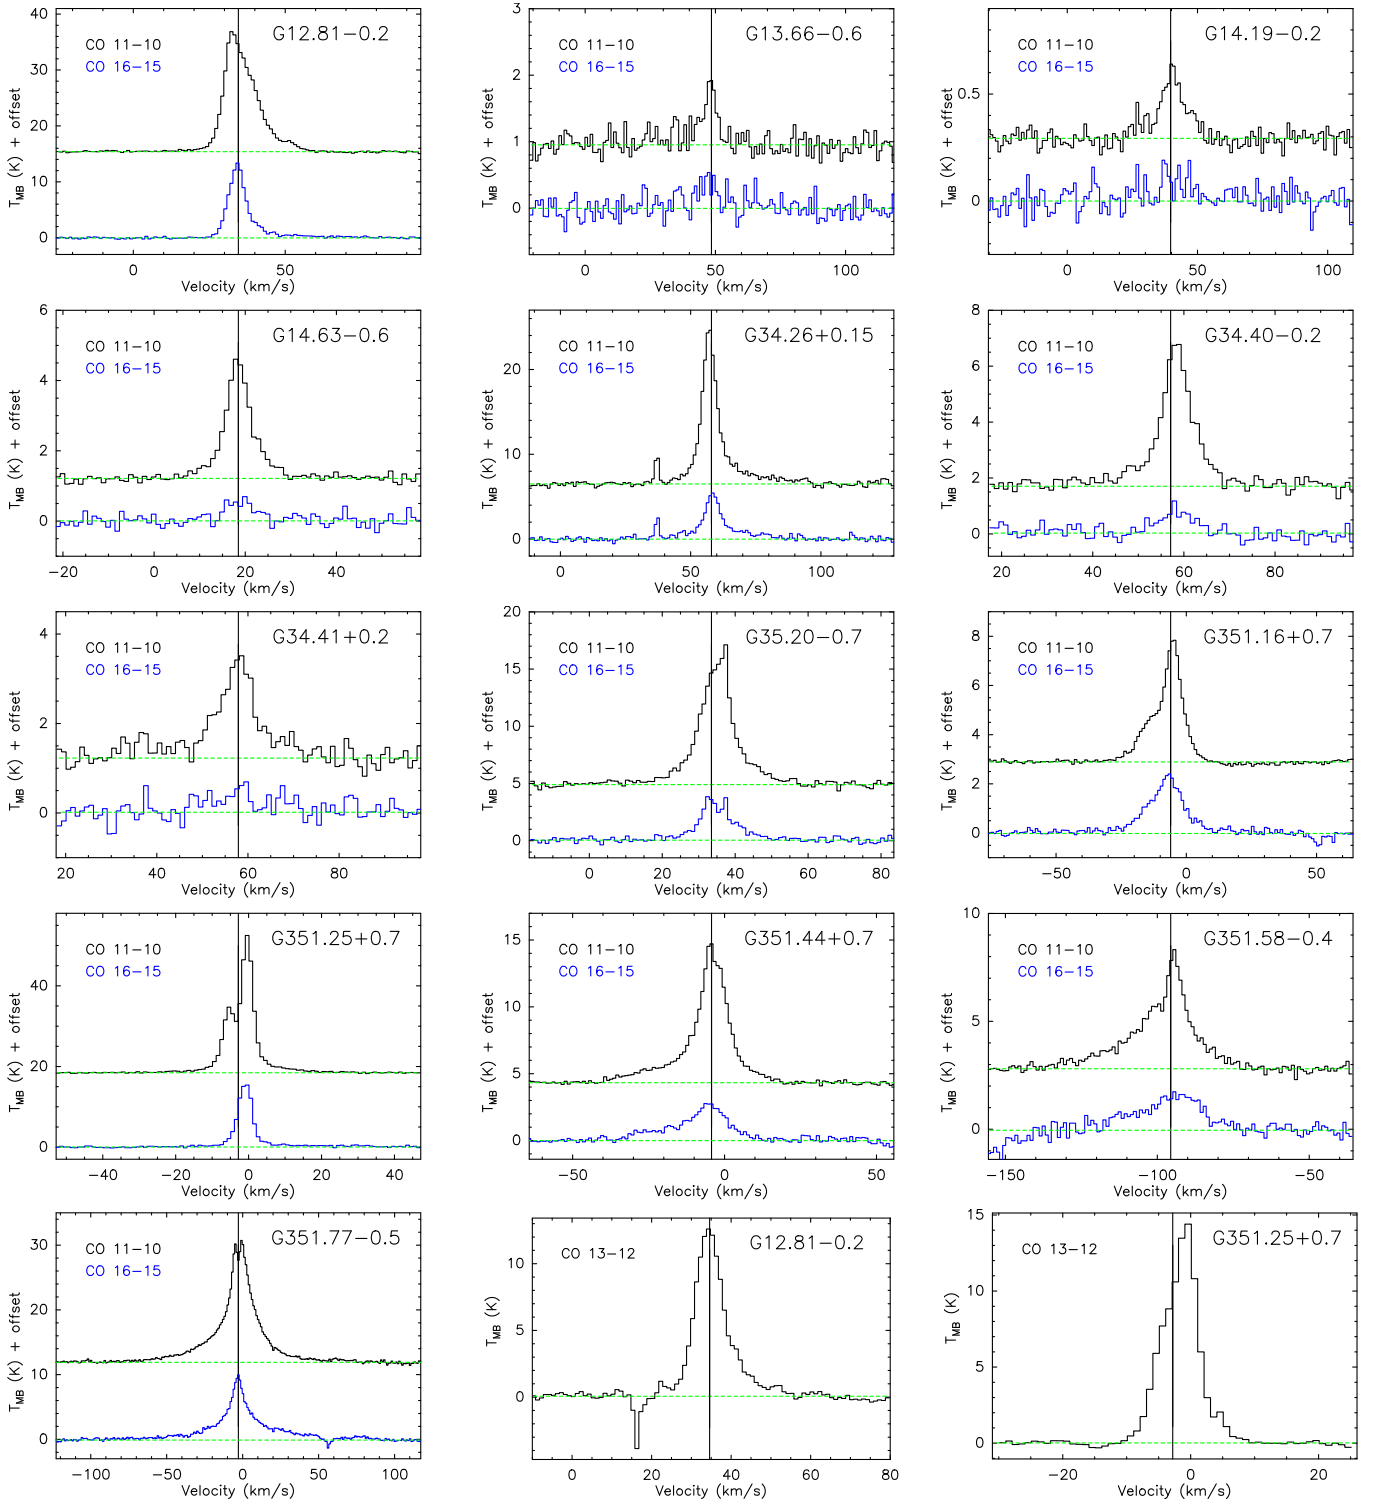 G12.81−0.2
CO 11−10
CO 16−15
T_MB (K) + offset
40
30
20
10
0
0 50
Velocity (km/s)
G13.66−0.6
CO 11−10
CO 16−15
T_MB (K) + offset
3
2
1
0
0 50 100
Velocity (km/s)
G14.19−0.2
CO 11−10
CO 16−15
T_MB (K) + offset
0.5
0
0 50 100
Velocity (km/s)
G14.63−0.6
CO 11−10
CO 16−15
T_MB (K) + offset
6
4
2
0
−20 0 20 40
Velocity (km/s)
G34.26+0.15
CO 11−10
CO 16−15
T_MB (K) + offset
20
10
0
0 50 100
Velocity (km/s)
G34.40−0.2
CO 11−10
CO 16−15
T_MB (K) + offset
8
6
4
2
0
20 40 60 80
Velocity (km/s)
G34.41+0.2
CO 11−10
CO 16−15
T_MB (K) + offset
4
2
0
20 40 60 80
Velocity (km/s)
G35.20−0.7
CO 11−10
CO 16−15
T_MB (K) + offset
20
15
10
5
0
0 20 40 60 80
Velocity (km/s)
G351.16+0.7
CO 11−10
CO 16−15
T_MB (K) + offset
8
6
4
2
0
−50 0 50
Velocity (km/s)
G351.25+0.7
CO 11−10
CO 16−15
T_MB (K) + offset
40
20
0
−40 −20 0 20 40
Velocity (km/s)
G351.44+0.7
CO 11−10
CO 16−15
T_MB (K) + offset
15
10
5
0
−50 0 50
Velocity (km/s)
G351.58−0.4
CO 11−10
CO 16−15
T_MB (K) + offset
10
5
0
−150 −100 −50
Velocity (km/s)
G351.77−0.5
CO 11−10
CO 16−15
T_MB (K) + offset
30
20
10
0
−100 −50 0 50 100
Velocity (km/s)
G12.81−0.2
CO 13−12
T_MB (K)
10
5
0
0 20 40 60 80
Velocity (km/s)
G351.25+0.7
CO 13−12
T_MB (K)
15
10
5
0
−20 0 20
Velocity (km/s)